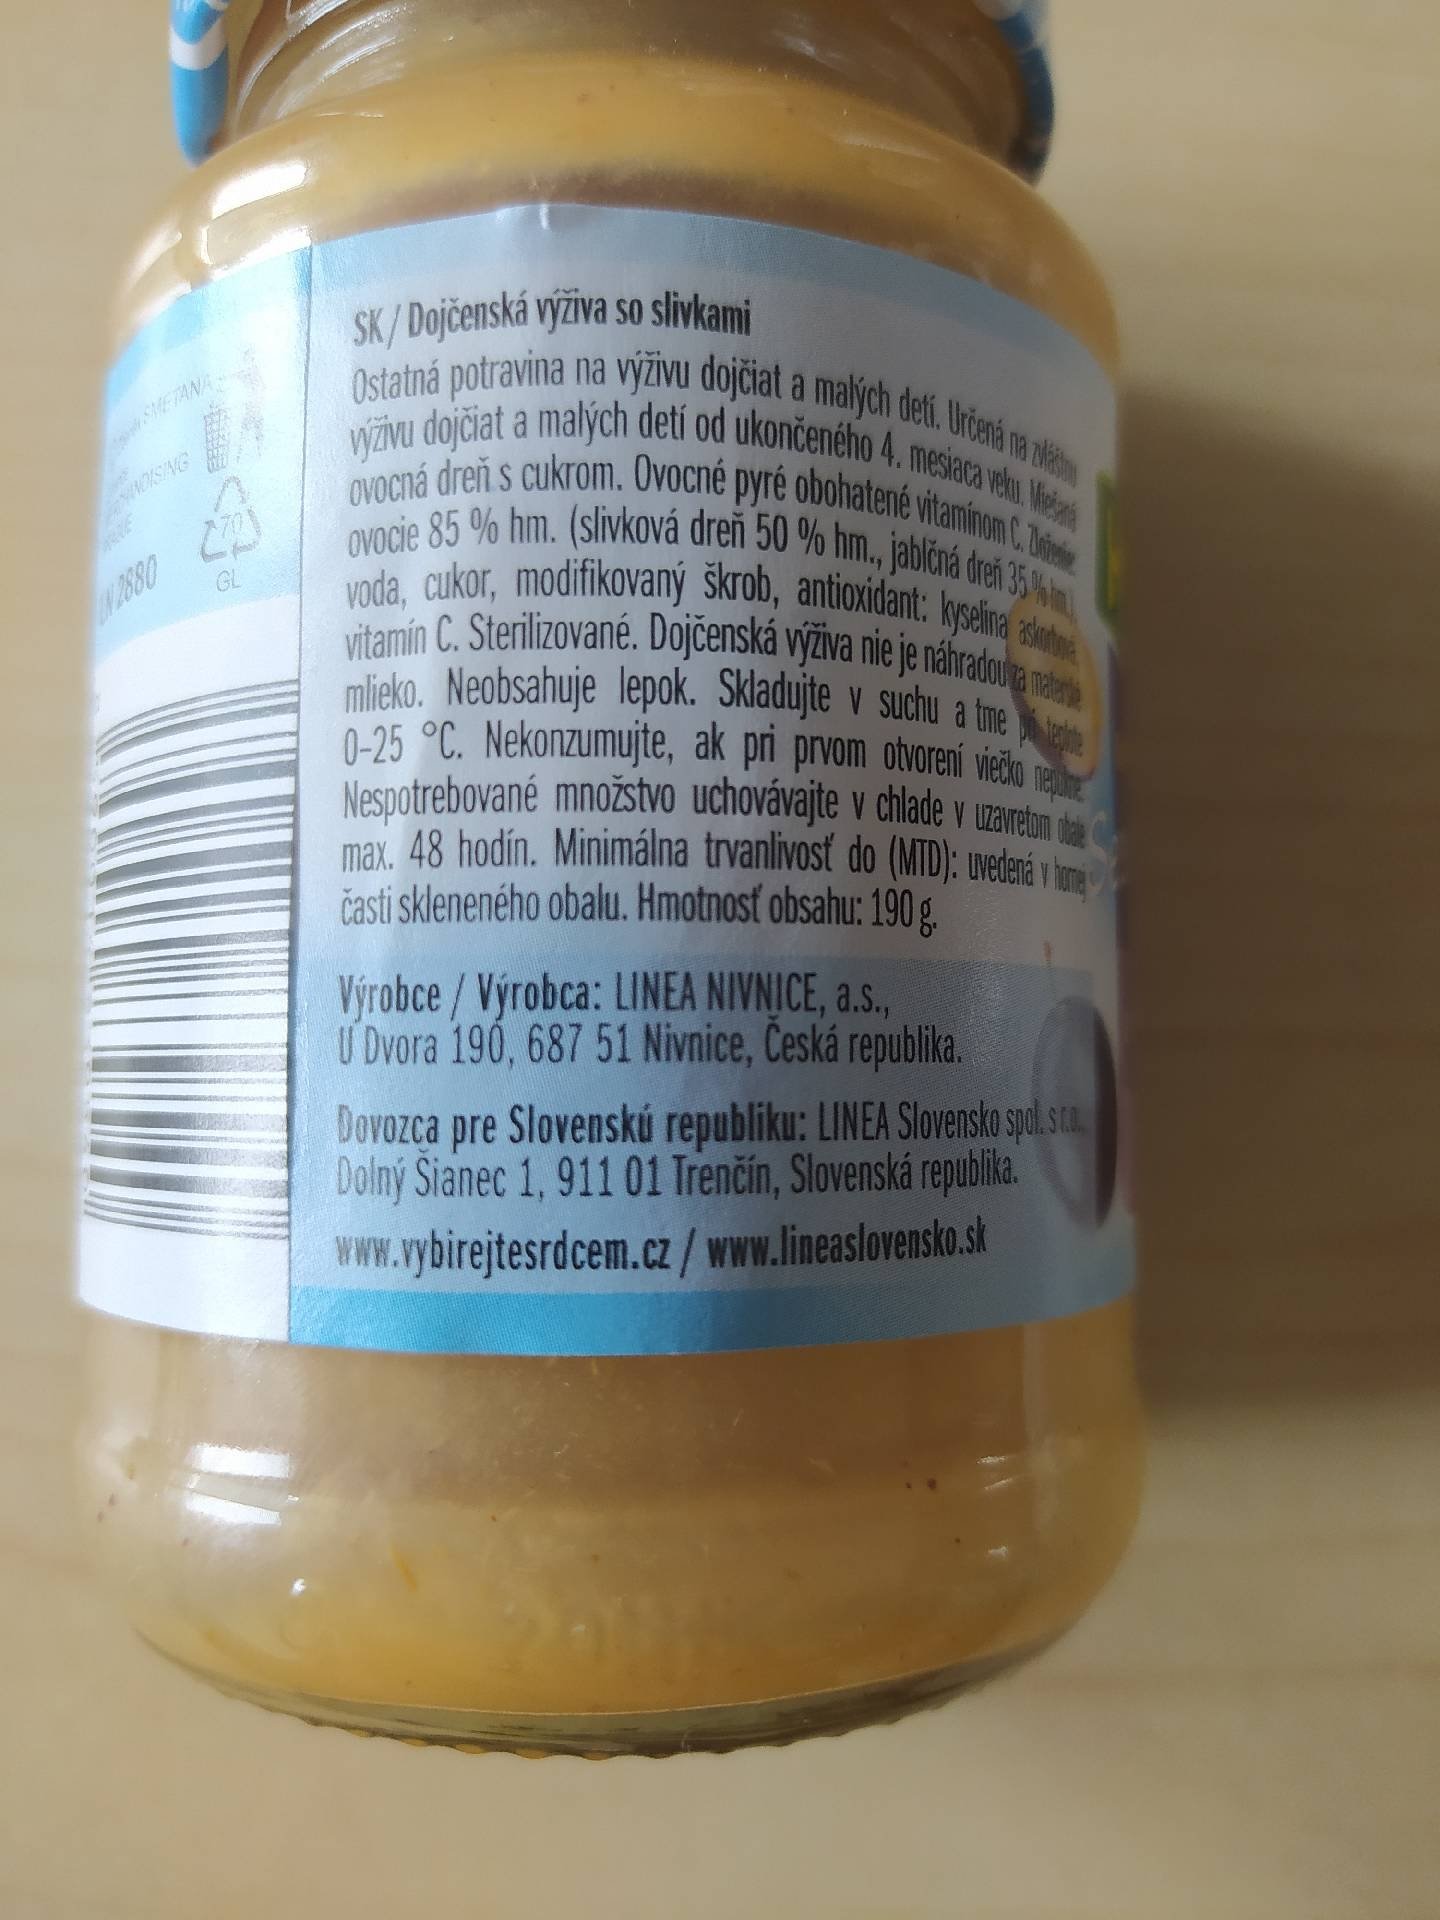 SMETANA
70
GL
2880
SK / Dojčenská výživa so slivkami
Ostatná potravina na výživu dojčiat a malých detí. Určená na zvláštnu
výživu dojčiat a malých detí od ukončeného 4. mesiaca veku. Miešaná
ovocná dreň s cukrom. Ovocné pyré obohatené vitamínom C. Zloženie:
ovocie 85 % hm. (slivková dreň 50 % hm., jablčná dreň 35 % hm.),
voda, cukor, modifikovaný škrob, antioxidant: kyselina askorbová,
vitamín C. Sterilizované. Dojčenská výživa nie je náhradou za materské
mlieko. Neobsahuje lepok. Skladujte v suchu a tme pri teplote
0-25 °C. Nekonzumujte, ak pri prvom otvorení viečko nepukne.
Nespotrebované množstvo uchovávajte v chlade v uzavretom obale
max. 48 hodín. Minimálna trvanlivosť do (MTD): uvedená v hornej
časti skleneného obalu. Hmotnosť obsahu: 190 g.
Výrobce / Výrobca: LINEA NIVNICE, a.s.,
U Dvora 190, 687 51 Nivnice, Česká republika.
Dovozca pre Slovenskú republiku: LINEA Slovensko spol. s r.o.,
Dolný Šianec 1, 911 01 Trenčín, Slovenská republika.
www.vybirejtesrdcem.cz / www.lineaslovensko.sk